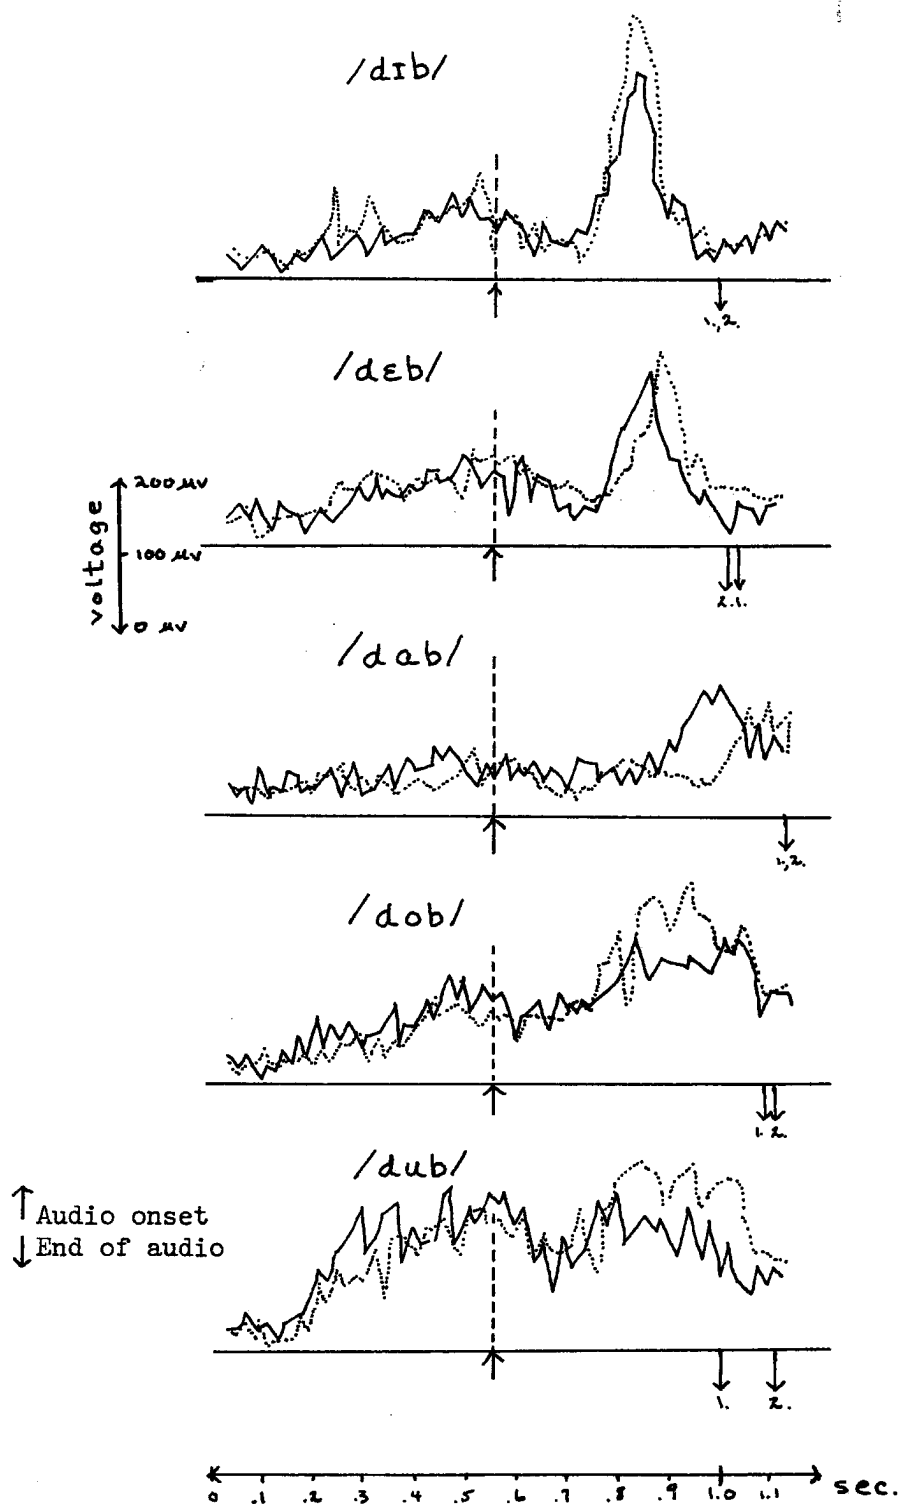 /dɪb/
1., 2.
/dɛb/
voltage
200 μv
100 μv
0 μv
2. 1.
/dab/
1., 2.
/dob/
1. 2.
/dub/
↑ Audio onset
↓ End of audio
1. 2.
0 .1 .2 .3 .4 .5 .6 .7 .8 .9 1.0 1.1 sec.